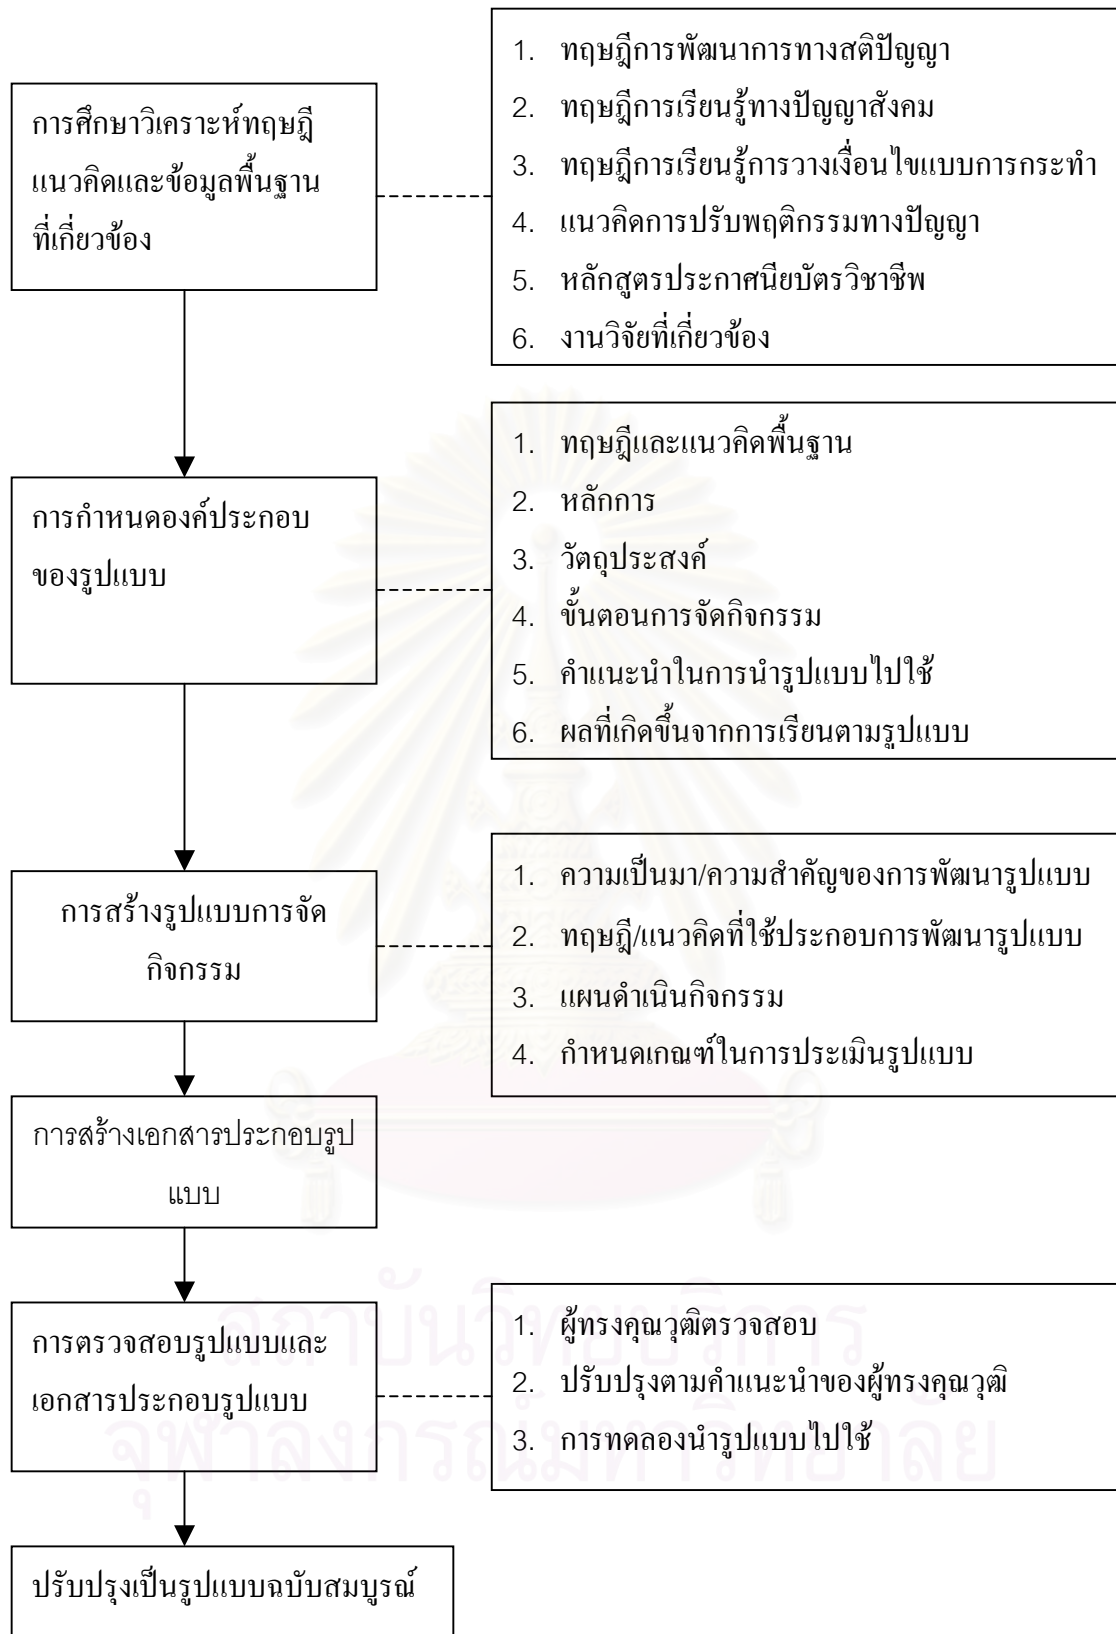 การศึกษาวิเคราะห์ทฤษฎี
แนวคิดและข้อมูลพื้นฐาน
ที่เกี่ยวข้อง
1. ทฤษฎีการพัฒนาการทางสติปัญญา
2. ทฤษฎีการเรียนรู้ทางปัญญาสังคม
3. ทฤษฎีการเรียนรู้การวางเงื่อนไขแบบการกระทำ
4. แนวคิดการปรับพฤติกรรมทางปัญญา
5. หลักสูตรประกาศนียบัตรวิชาชีพ
6. งานวิจัยที่เกี่ยวข้อง
การกำหนดองค์ประกอบ
ของรูปแบบ
1. ทฤษฎีและแนวคิดพื้นฐาน
2. หลักการ
3. วัตถุประสงค์
4. ขั้นตอนการจัดกิจกรรม
5. คำแนะนำในการนำรูปแบบไปใช้
6. ผลที่เกิดขึ้นจากการเรียนตามรูปแบบ
การสร้างรูปแบบการจัด
กิจกรรม
1. ความเป็นมา/ความสำคัญของการพัฒนารูปแบบ
2. ทฤษฎี/แนวคิดที่ใช้ประกอบการพัฒนารูปแบบ
3. แผนดำเนินกิจกรรม
4. กำหนดเกณฑ์ในการประเมินรูปแบบ
การสร้างเอกสารประกอบรูป
แบบ
การตรวจสอบรูปแบบและ
เอกสารประกอบรูปแบบ
1. ผู้ทรงคุณวุฒิตรวจสอบ
2. ปรับปรุงตามคำแนะนำของผู้ทรงคุณวุฒิ
3. การทดลองนำรูปแบบไปใช้
ปรับปรุงเป็นรูปแบบฉบับสมบูรณ์
สถาบันวิทยบริการ
จุฬาลงกรณ์มหาวิทยาลัย